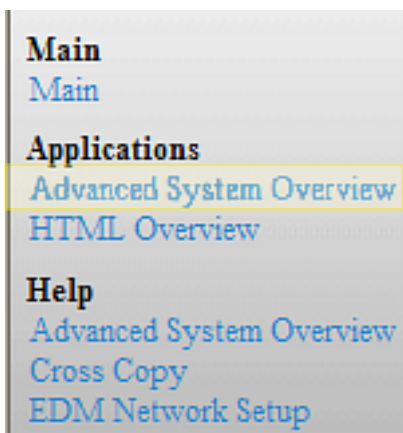 Main
Main
Applications
Advanced System Overview
HTML Overview
Help
Advanced System Overview
Cross Copy
EDM Network Setup